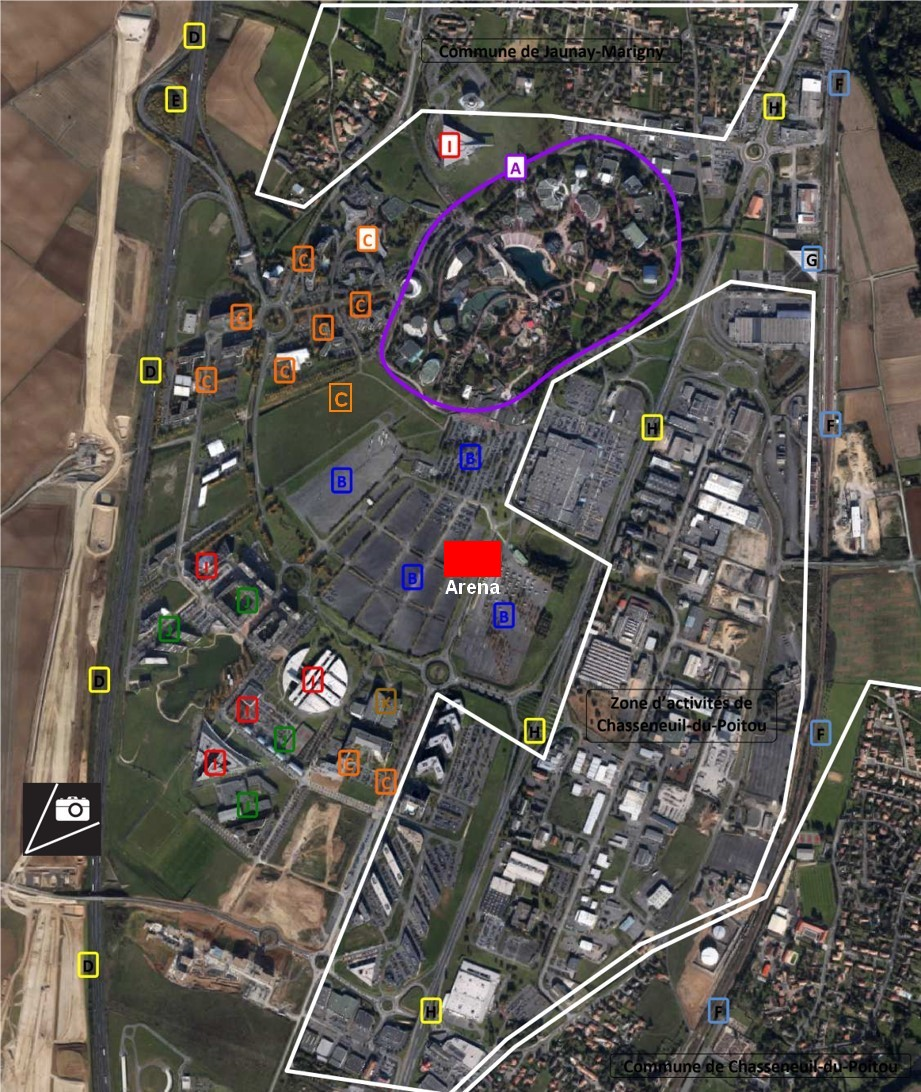 D
Commune de Jaunay-Marigny
F
E
H
I
A
C
C
G
C
C
C
D
C
C
C
F
H
B
B
I
Arena
B
J
B
J
D
I
Zone d'activités de
Chasseneuil-du-Poitou
I
H
F
J
I
C
C
J
D
H
F
Commune de Chasseneuil-du-Poitou